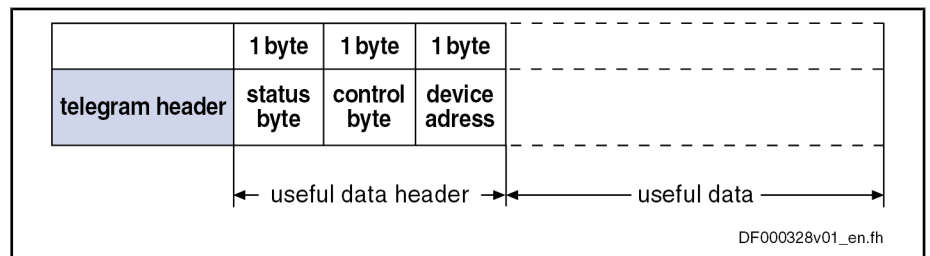 1 byte 1 byte 1 byte
telegram header status byte control byte device adress
useful data header useful data
DF000328v01_en.fh